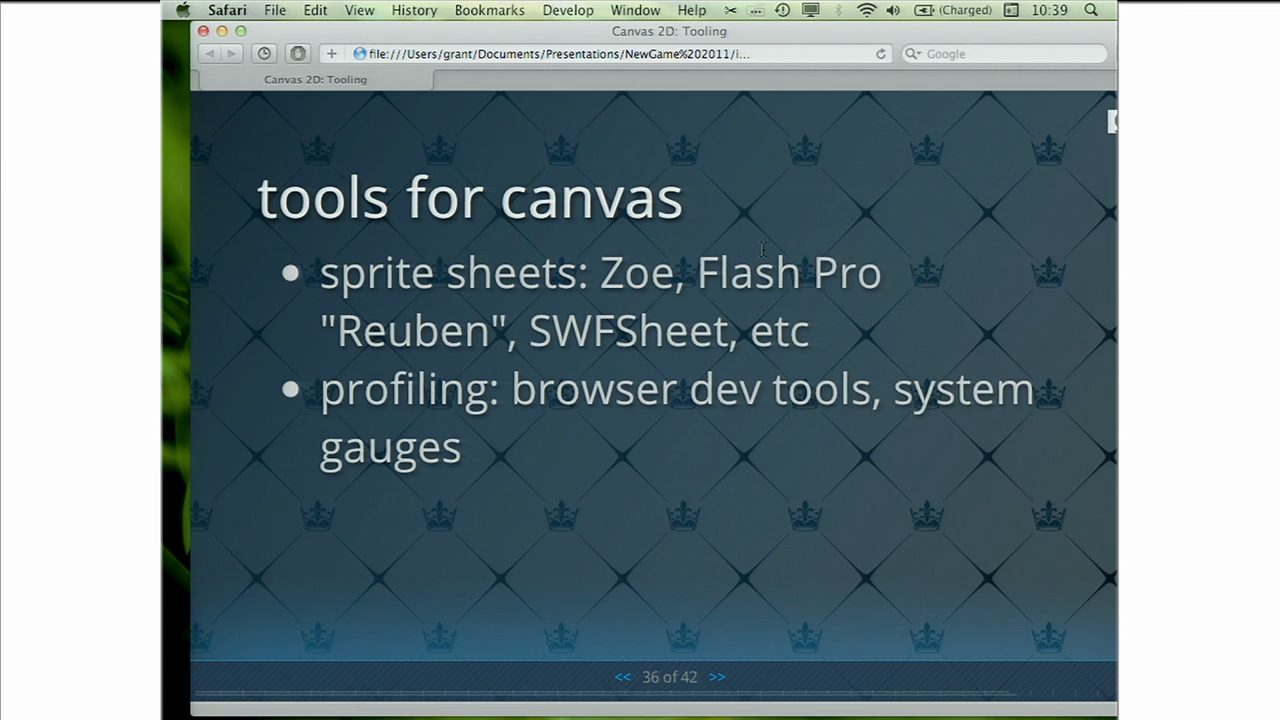 Safari File Edit View History Bookmarks Develop Window Help (Charged) 10:39
Canvas 2D: Tooling
file:///Users/grant/Documents/Presentations/NewGame%202011/i... Google
Canvas 2D: Tooling
tools for canvas
• sprite sheets: Zoe, Flash Pro
"Reuben", SWFSheet, etc
• profiling: browser dev tools, system
gauges
<< 36 of 42 >>